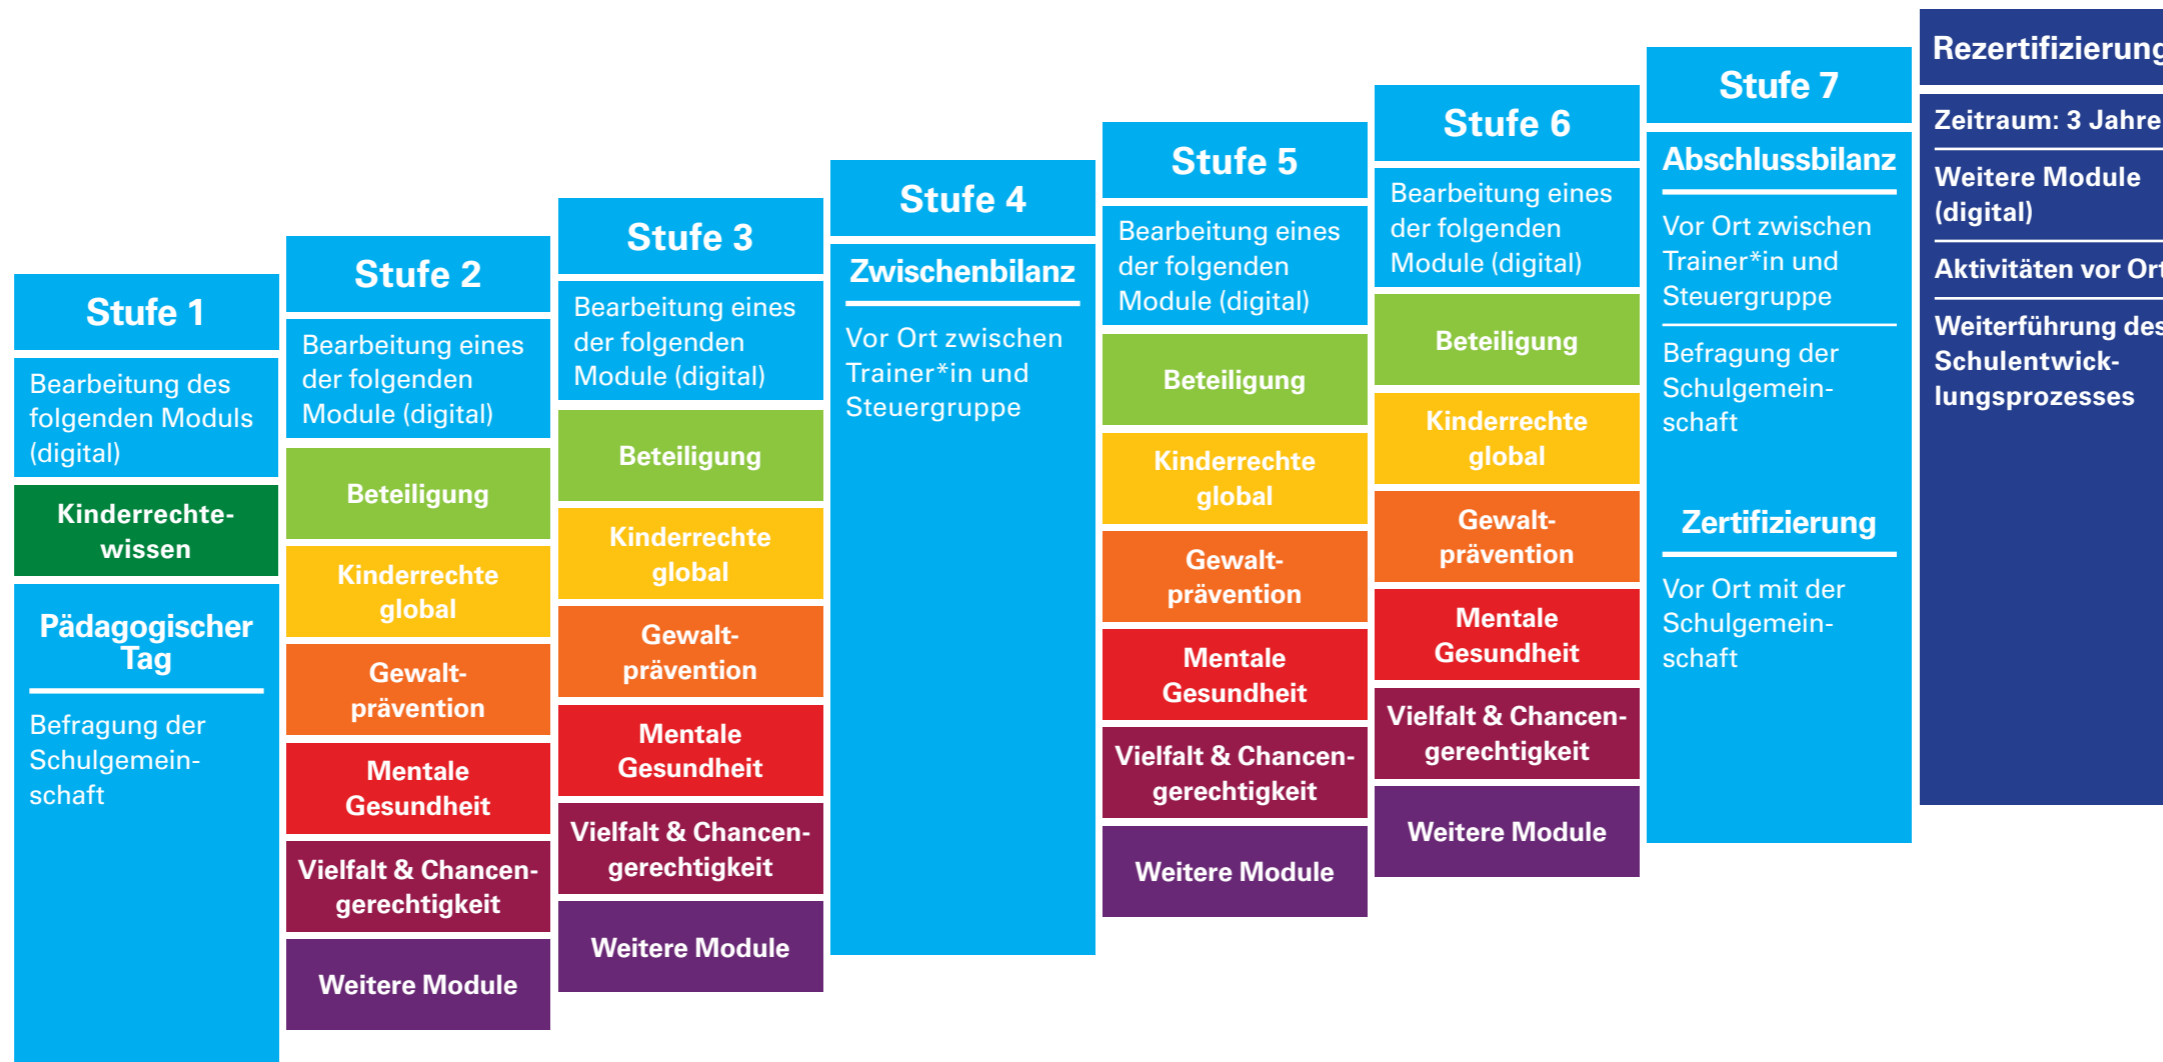 Stufe 1
Bearbeitung des
folgenden Moduls
(digital)
Kinderrechte-
wissen
Pädagogischer
Tag
Befragung der
Schulgemein-
schaft
Stufe 2
Bearbeitung eines
der folgenden
Module (digital)
Beteiligung
Kinderrechte
global
Gewalt-
prävention
Mentale
Gesundheit
Vielfalt & Chancen-
gerechtigkeit
Weitere Module
Stufe 3
Bearbeitung eines
der folgenden
Module (digital)
Beteiligung
Kinderrechte
global
Gewalt-
prävention
Mentale
Gesundheit
Vielfalt & Chancen-
gerechtigkeit
Weitere Module
Stufe 4
Zwischenbilanz
Vor Ort zwischen
Trainer*in und
Steuergruppe
Stufe 5
Bearbeitung eines
der folgenden
Module (digital)
Beteiligung
Kinderrechte
global
Gewalt-
prävention
Mentale
Gesundheit
Vielfalt & Chancen-
gerechtigkeit
Weitere Module
Stufe 6
Bearbeitung eines
der folgenden
Module (digital)
Beteiligung
Kinderrechte
global
Gewalt-
prävention
Mentale
Gesundheit
Vielfalt & Chancen-
gerechtigkeit
Weitere Module
Stufe 7
Abschlussbilanz
Vor Ort zwischen
Trainer*in und
Steuergruppe
Befragung der
Schulgemein-
schaft
Zertifizierung
Vor Ort mit der
Schulgemein-
schaft
Rezertifizierung
Zeitraum: 3 Jahre
Weitere Module
(digital)
Aktivitäten vor Ort
Weiterführung des
Schulentwick-
lungsprozesses